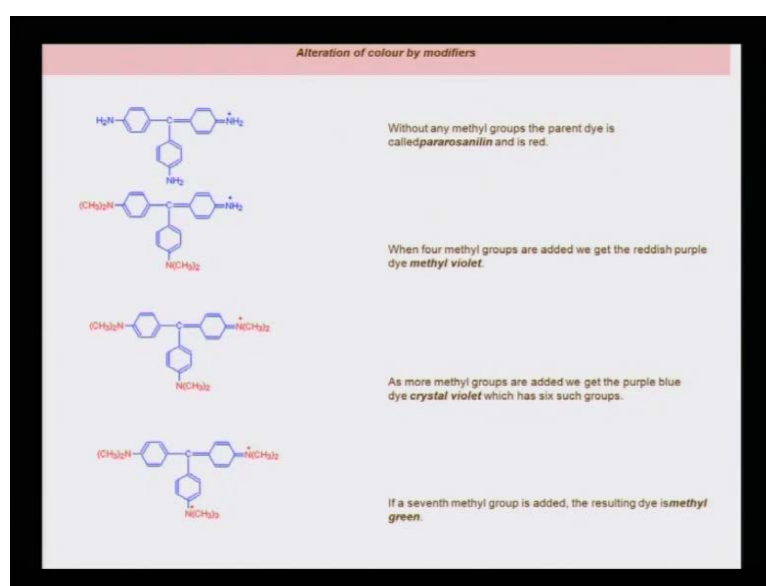 Alteration of colour by modifiers
H₂N
C
NH₂
+
NH₂
Without any methyl groups the parent dye is
calledpararosanilin and is red.
(CH₃)₂N
C
NH₂
+
N(CH₃)₂
When four methyl groups are added we get the reddish purple
dye methyl violet.
(CH₃)₂N
C
N(CH₃)₂
+
N(CH₃)₂
As more methyl groups are added we get the purple blue
dye crystal violet which has six such groups.
(CH₃)₂N
C
N(CH₃)₂
+
N(CH₃)₃
+
If a seventh methyl group is added, the resulting dye ismethyl
green.